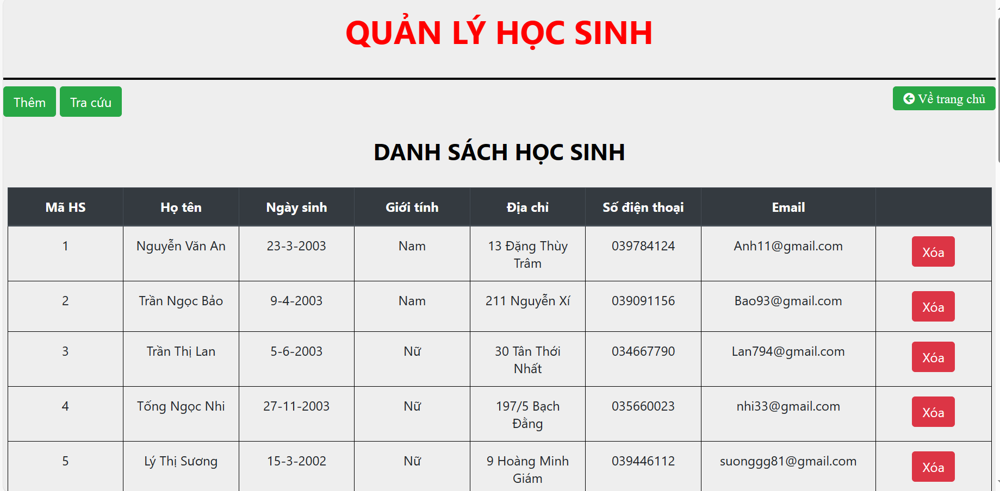 QUẢN LÝ HỌC SINH
Thêm Tra cứu Về trang chủ
DANH SÁCH HỌC SINH
Mã HS Họ tên Ngày sinh Giới tính Địa chỉ Số điện thoại Email
1 Nguyễn Văn An 23-3-2003 Nam 13 Đặng Thùy 039784124 Anh11@gmail.com Xóa
Trâm
2 Trần Ngọc Bảo 9-4-2003 Nam 211 Nguyễn Xí 039091156 Bao93@gmail.com Xóa
3 Trần Thị Lan 5-6-2003 Nữ 30 Tân Thới 034667790 Lan794@gmail.com Xóa
Nhất
4 Tống Ngọc Nhi 27-11-2003 Nữ 197/5 Bạch 035660023 nhi33@gmail.com Xóa
Đằng
5 Lý Thị Sương 15-3-2002 Nữ 9 Hoàng Minh 039446112 suonggg81@gmail.com Xóa
Giám